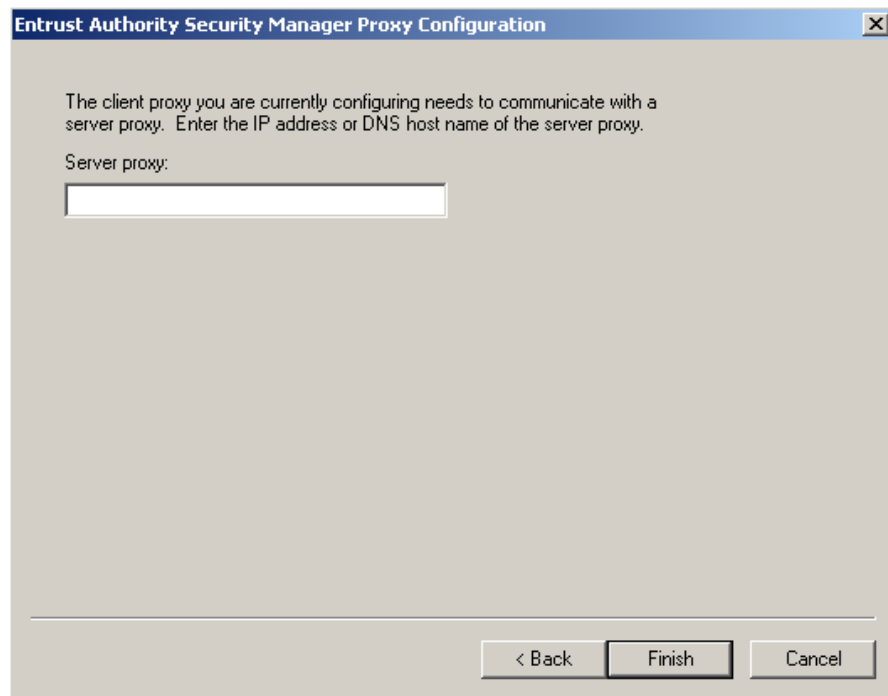 Entrust Authority Security Manager Proxy Configuration
The client proxy you are currently configuring needs to communicate with a
server proxy.  Enter the IP address or DNS host name of the server proxy.
Server proxy:
< Back
Finish
Cancel